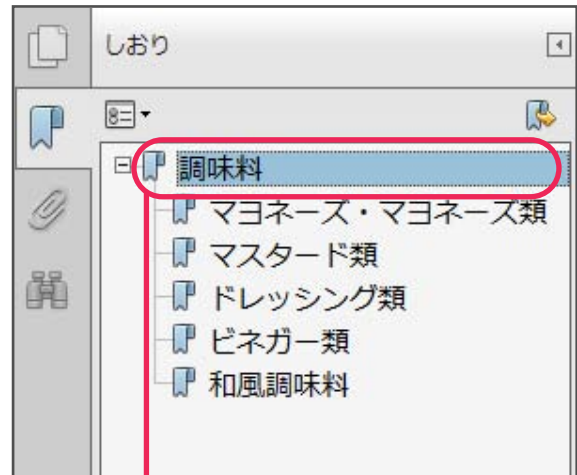 しおり
調味料
マヨネーズ・マヨネーズ類
マスタード類
ドレッシング類
ビネガー類
和風調味料